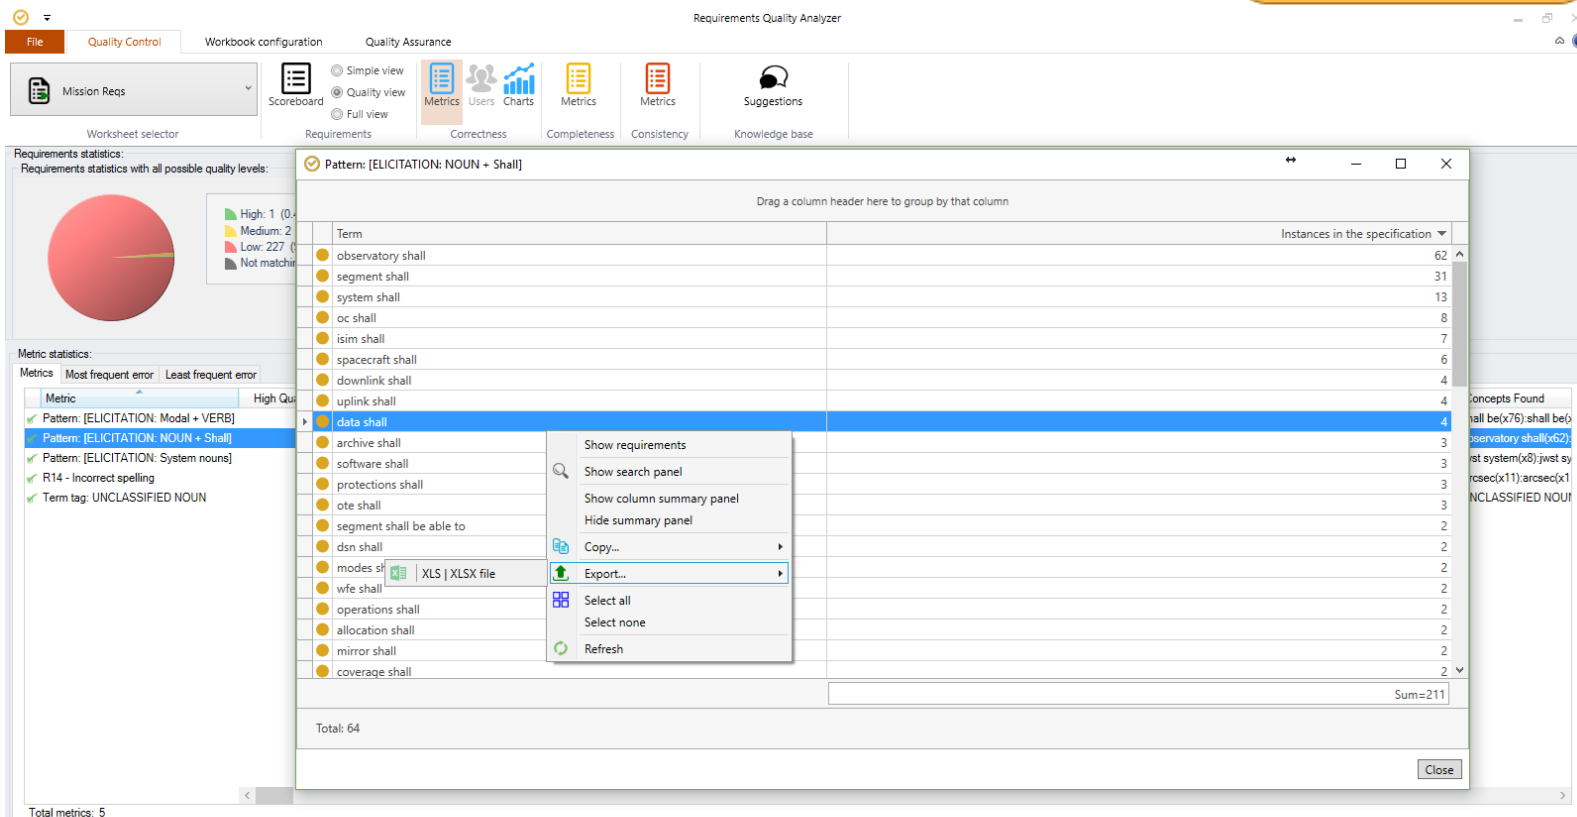 Requirements Quality Analyzer
File Quality Control Workbook configuration Quality Assurance
Mission Reqs
Worksheet selector
Scoreboard
Simple view
Quality view
Full view
Requirements
Metrics Users Charts
Correctness
Metrics
Completeness
Metrics
Consistency
Suggestions
Knowledge base
Requirements statistics:
Requirements statistics with all possible quality levels:
High: 1 (0.
Medium: 2
Low: 227 (
Not matchin
Metric statistics:
Metrics Most frequent error Least frequent error
Metric High Qua
Pattern: [ELICITATION: Modal + VERB]
Pattern: [ELICITATION: NOUN + Shall]
Pattern: [ELICITATION: System nouns]
R14 - Incorrect spelling
Term tag: UNCLASSIFIED NOUN
Total metrics: 5
Pattern: [ELICITATION: NOUN + Shall]
Drag a column header here to group by that column
Term Instances in the specification
observatory shall 62
segment shall 31
system shall 13
oc shall 8
isim shall 7
spacecraft shall 6
downlink shall 4
uplink shall 4
data shall 4
archive shall 3
software shall 3
protections shall 3
ote shall 3
segment shall be able to 2
dsn shall 2
modes sh 2
wfe shall 2
operations shall 2
allocation shall 2
mirror shall 2
coverage shall 2
Sum=211
Total: 64
Close
Show requirements
Show search panel
Show column summary panel
Hide summary panel
Copy...
Export...
XLS | XLSX file
Select all
Select none
Refresh
Concepts Found
hall be(x76):shall be(x
bservatory shall(x62):
vst system(x8):jwst sy
rcsec(x11):arcsec(x1
NCLASSIFIED NOU